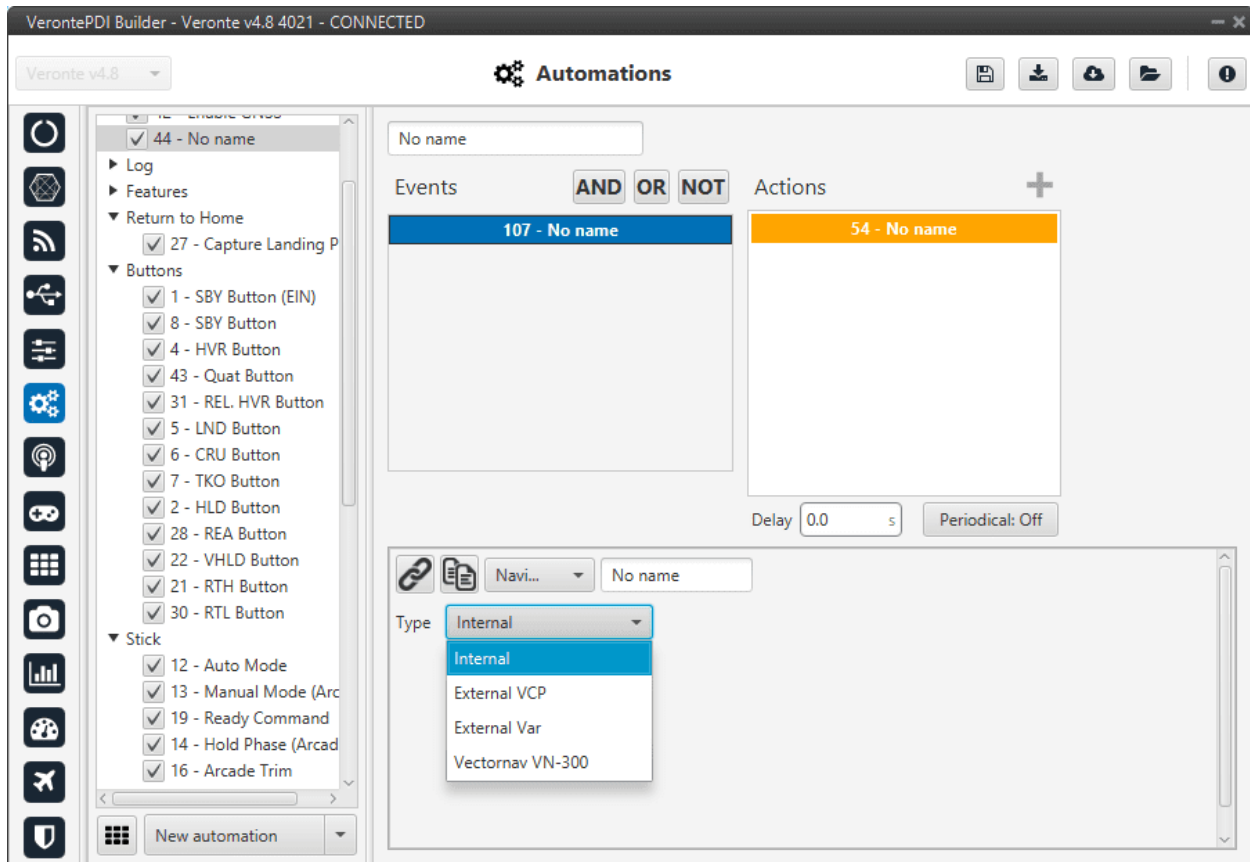 VerontePDI Builder - Veronte v4.8 4021 - CONNECTED
Veronte v4.8
Automations
42 - Enable GNSS
44 - No name
Log
Features
Return to Home
27 - Capture Landing P
Buttons
1 - SBY Button (EIN)
8 - SBY Button
4 - HVR Button
43 - Quat Button
31 - REL. HVR Button
5 - LND Button
6 - CRU Button
7 - TKO Button
2 - HLD Button
28 - REA Button
22 - VHLD Button
21 - RTH Button
30 - RTL Button
Stick
12 - Auto Mode
13 - Manual Mode (Arc
19 - Ready Command
14 - Hold Phase (Arcad
16 - Arcade Trim
New automation
No name
Events AND OR NOT Actions
107 - No name
54 - No name
Delay 0.0 s Periodical: Off
Navi... No name
Type Internal
Internal
External VCP
External Var
Vectornav VN-300